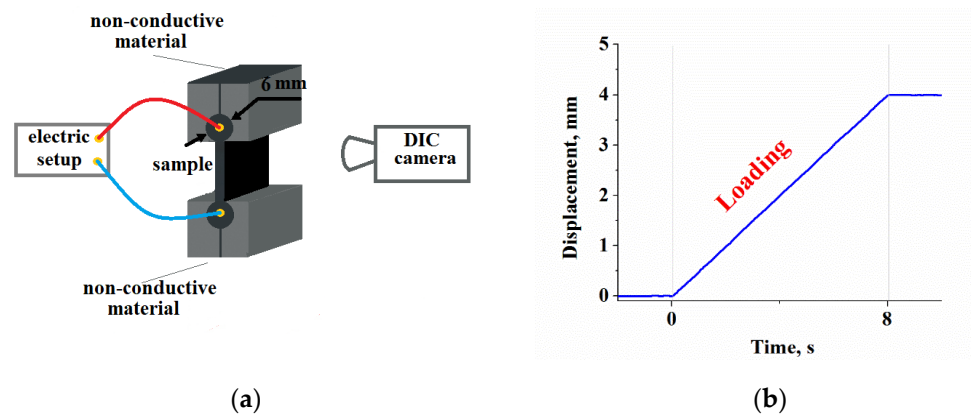 non-conductive
material
6 mm
electric
setup
sample
DIC
camera
non-conductive
material
(a)
5
4
3
2
1
0
Displacement, mm
Loading
0
8
Time, s
(b)